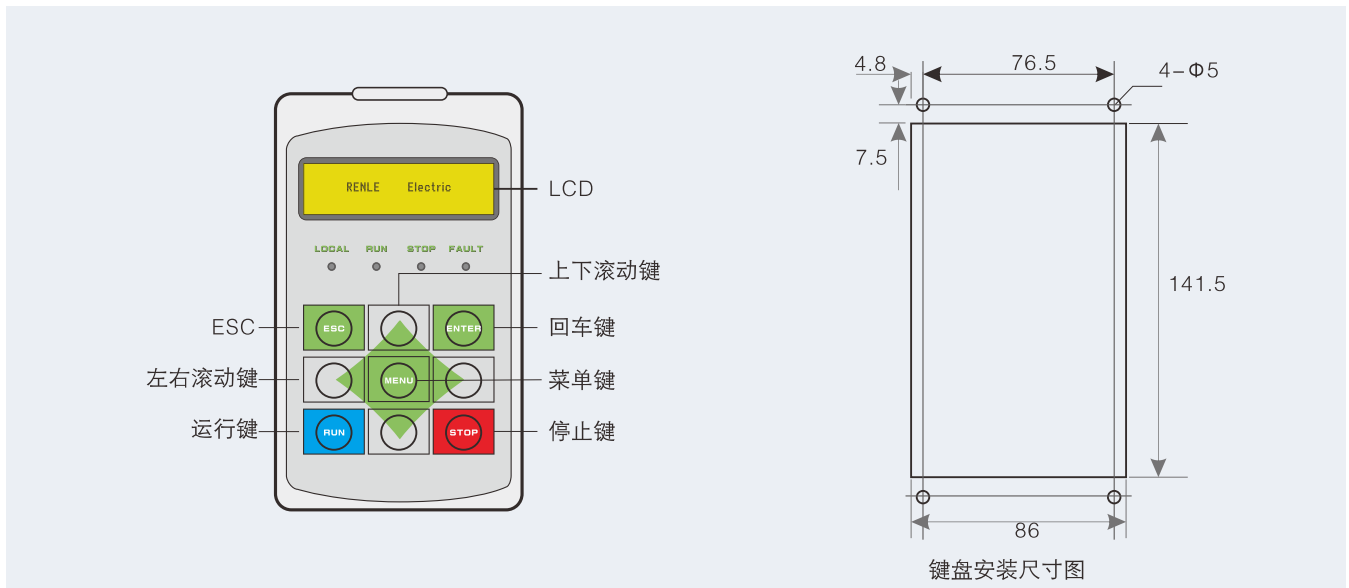 RENLE Electric
LCD
LOCAL RUN STOP FAULT
上下滚动键
ESC
ESC
ENTER
回车键
左右滚动键
MENU
菜单键
运行键
RUN
STOP
停止键
4.8
76.5
4-Φ5
7.5
141.5
86
键盘安装尺寸图